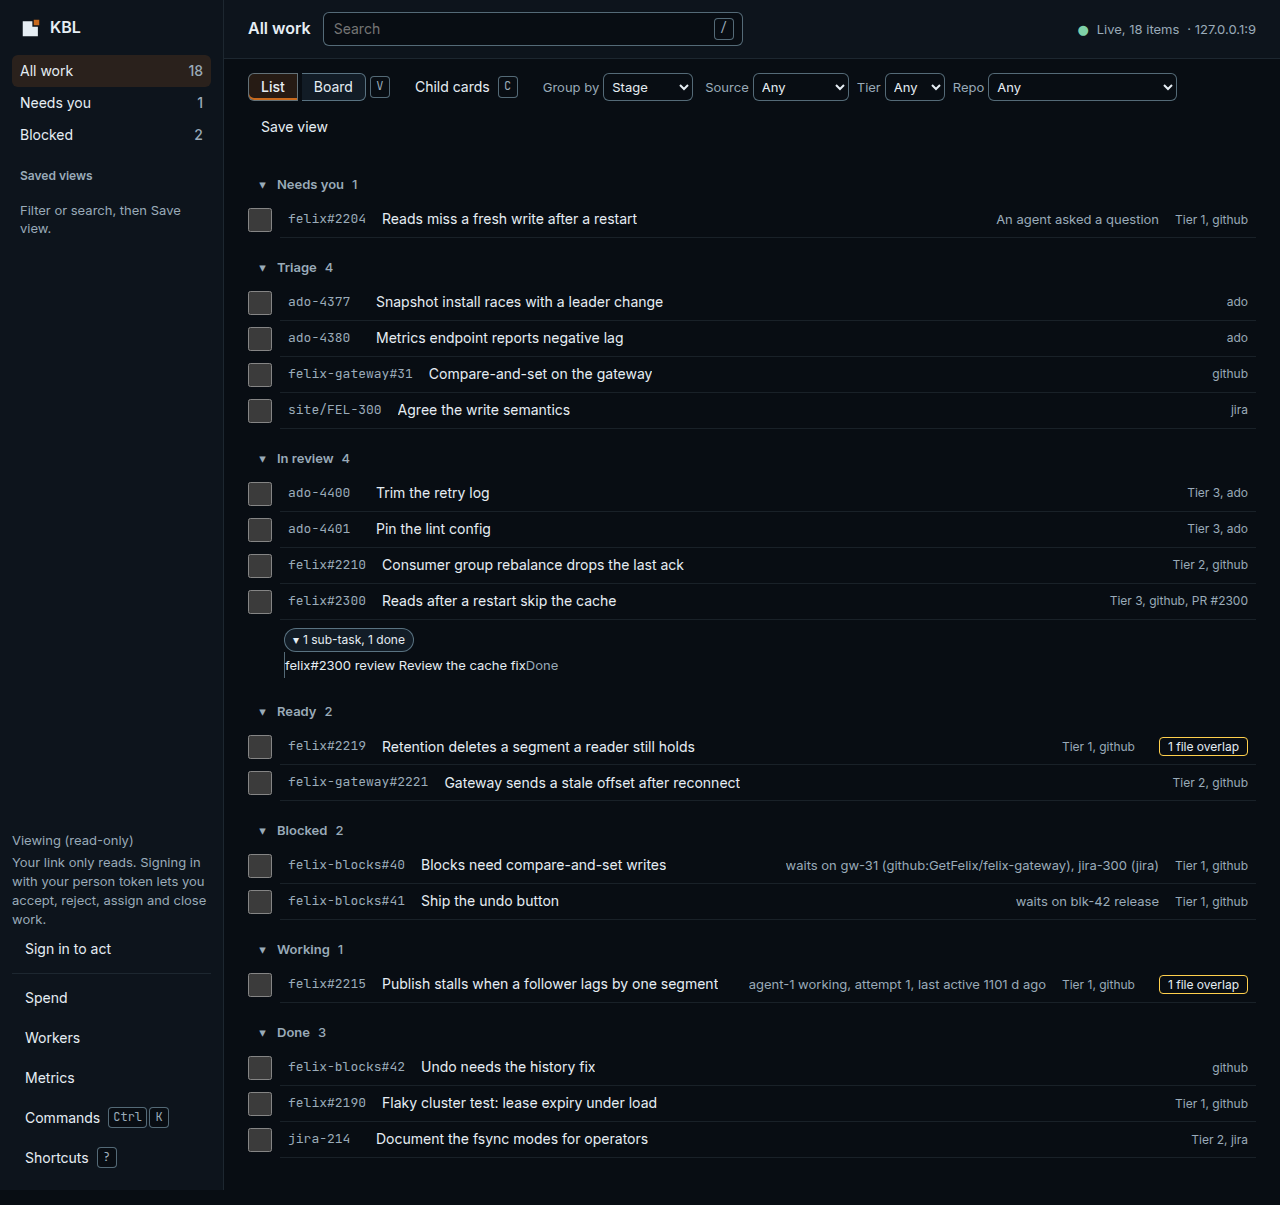 KBL
All work 18
Needs you 1
Blocked 2
Saved views
Filter or search, then Save
view.
Viewing (read-only)
Your link only reads. Signing in
with your person token lets you
accept, reject, assign and close
work.
Sign in to act
Spend
Workers
Metrics
Commands Ctrl K
Shortcuts ?
All work Search / Live, 18 items · 127.0.0.1:9
List Board V Child cards C Group by Stage Source Any Tier Any Repo Any
Save view
▾ Needs you 1
felix#2204 Reads miss a fresh write after a restart An agent asked a question Tier 1, github
▾ Triage 4
ado-4377 Snapshot install races with a leader change ado
ado-4380 Metrics endpoint reports negative lag ado
felix-gateway#31 Compare-and-set on the gateway github
site/FEL-300 Agree the write semantics jira
▾ In review 4
ado-4400 Trim the retry log Tier 3, ado
ado-4401 Pin the lint config Tier 3, ado
felix#2210 Consumer group rebalance drops the last ack Tier 2, github
felix#2300 Reads after a restart skip the cache Tier 3, github, PR #2300
▾ 1 sub-task, 1 done
felix#2300 review Review the cache fixDone
▾ Ready 2
felix#2219 Retention deletes a segment a reader still holds Tier 1, github 1 file overlap
felix-gateway#2221 Gateway sends a stale offset after reconnect Tier 2, github
▾ Blocked 2
felix-blocks#40 Blocks need compare-and-set writes waits on gw-31 (github:GetFelix/felix-gateway), jira-300 (jira) Tier 1, github
felix-blocks#41 Ship the undo button waits on blk-42 release Tier 1, github
▾ Working 1
felix#2215 Publish stalls when a follower lags by one segment agent-1 working, attempt 1, last active 1101 d ago Tier 1, github 1 file overlap
▾ Done 3
felix-blocks#42 Undo needs the history fix github
felix#2190 Flaky cluster test: lease expiry under load Tier 1, github
jira-214 Document the fsync modes for operators Tier 2, jira